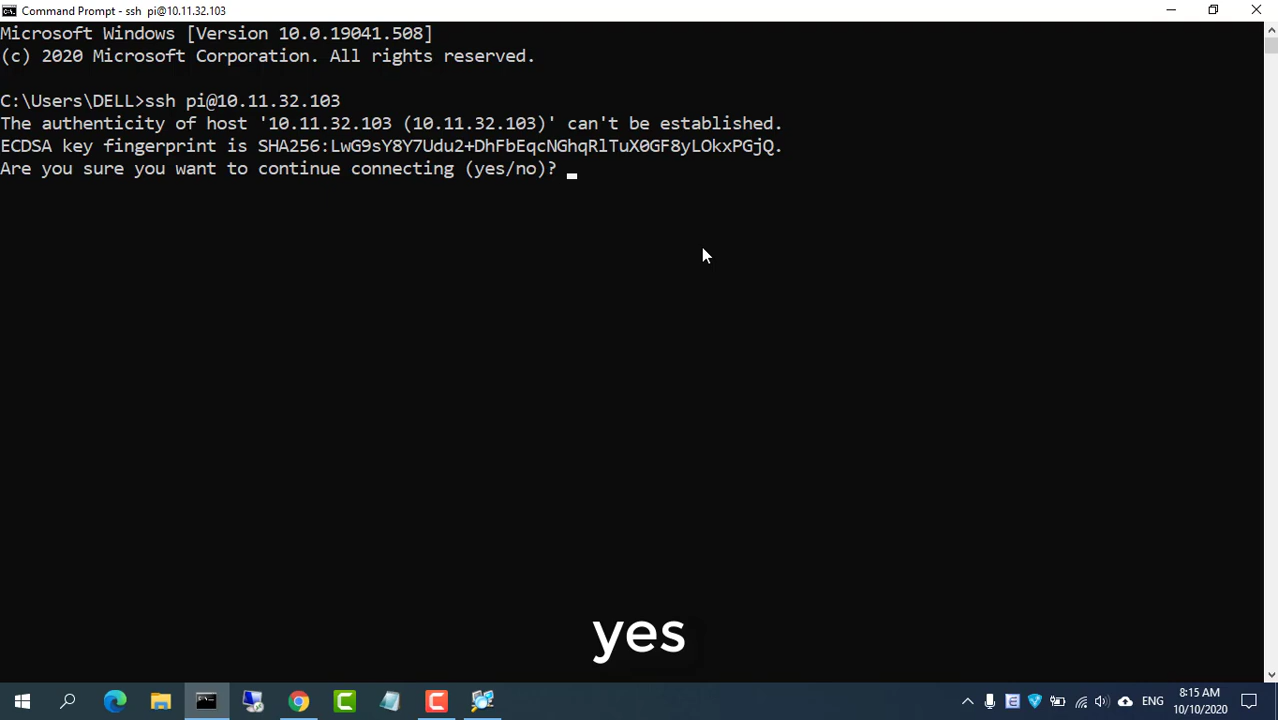 Command Prompt - ssh  pi@10.11.32.103
Microsoft Windows [Version 10.0.19041.508]
(c) 2020 Microsoft Corporation. All rights reserved.
C:\Users\DELL>ssh pi@10.11.32.103
The authenticity of host '10.11.32.103 (10.11.32.103)' can't be established.
ECDSA key fingerprint is SHA256:LwG9sY8Y7Udu2+DhFbEqcNGhqRlTuX0GF8yLOkxPGjQ.
Are you sure you want to continue connecting (yes/no)?
yes
ENG
8:15 AM
10/10/2020